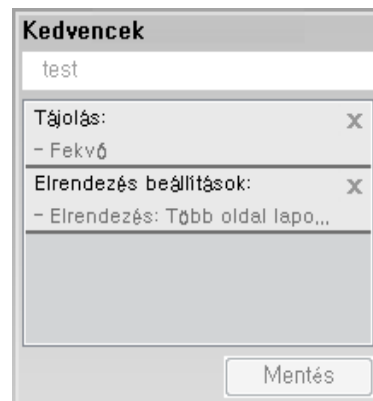 Kedvencek
test
Tájolás:
X
- Fekvő
Elrendezés beállítások:
X
- Elrendezés: Több oldal lapo...
Mentés